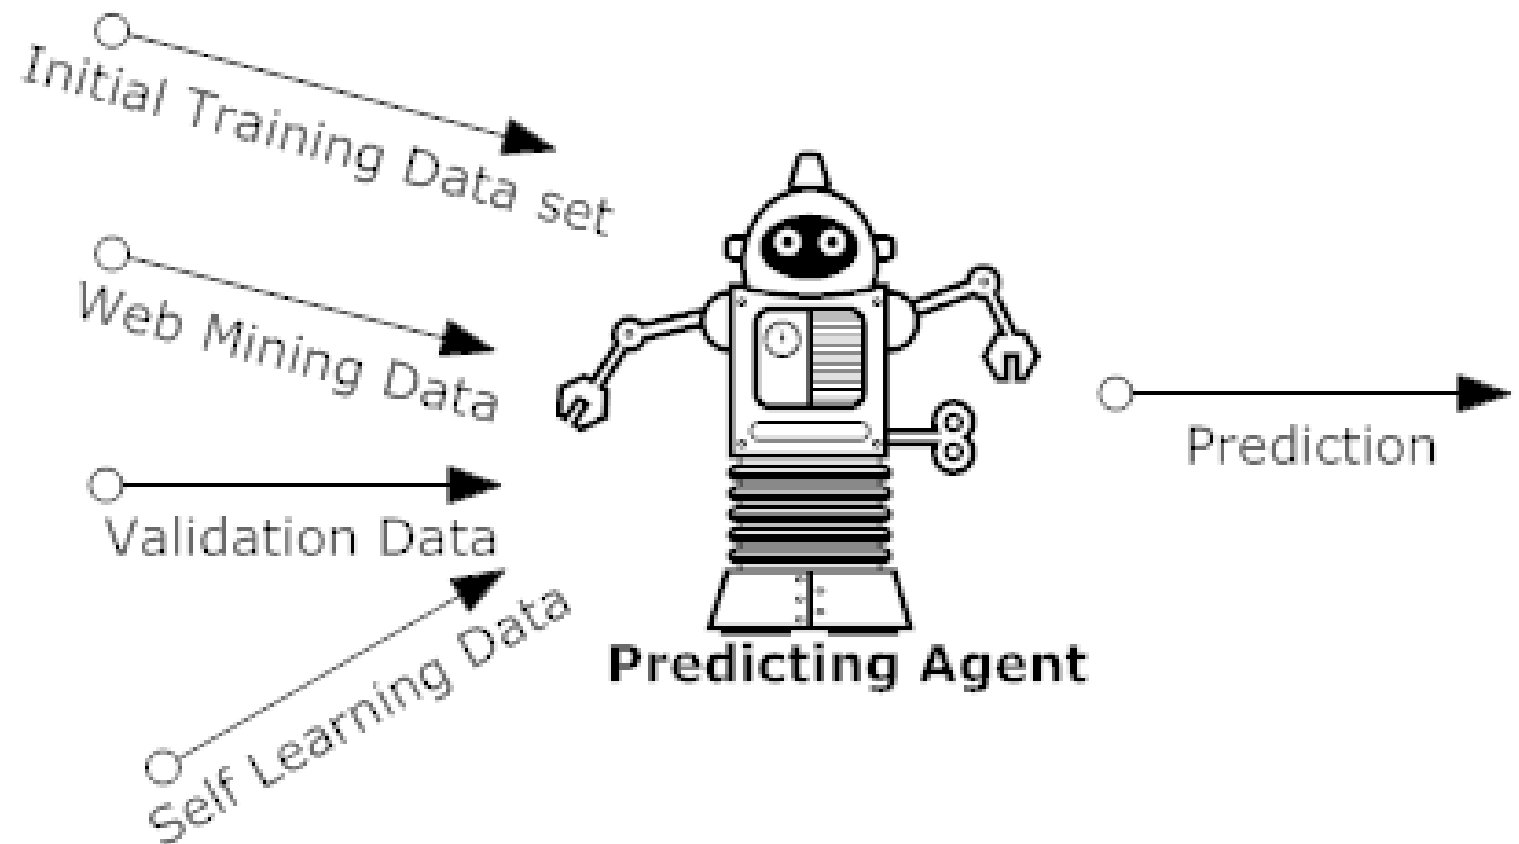 Initial Training Data set
Web Mining Data
Validation Data
Self Learning Data
Predicting Agent
Prediction